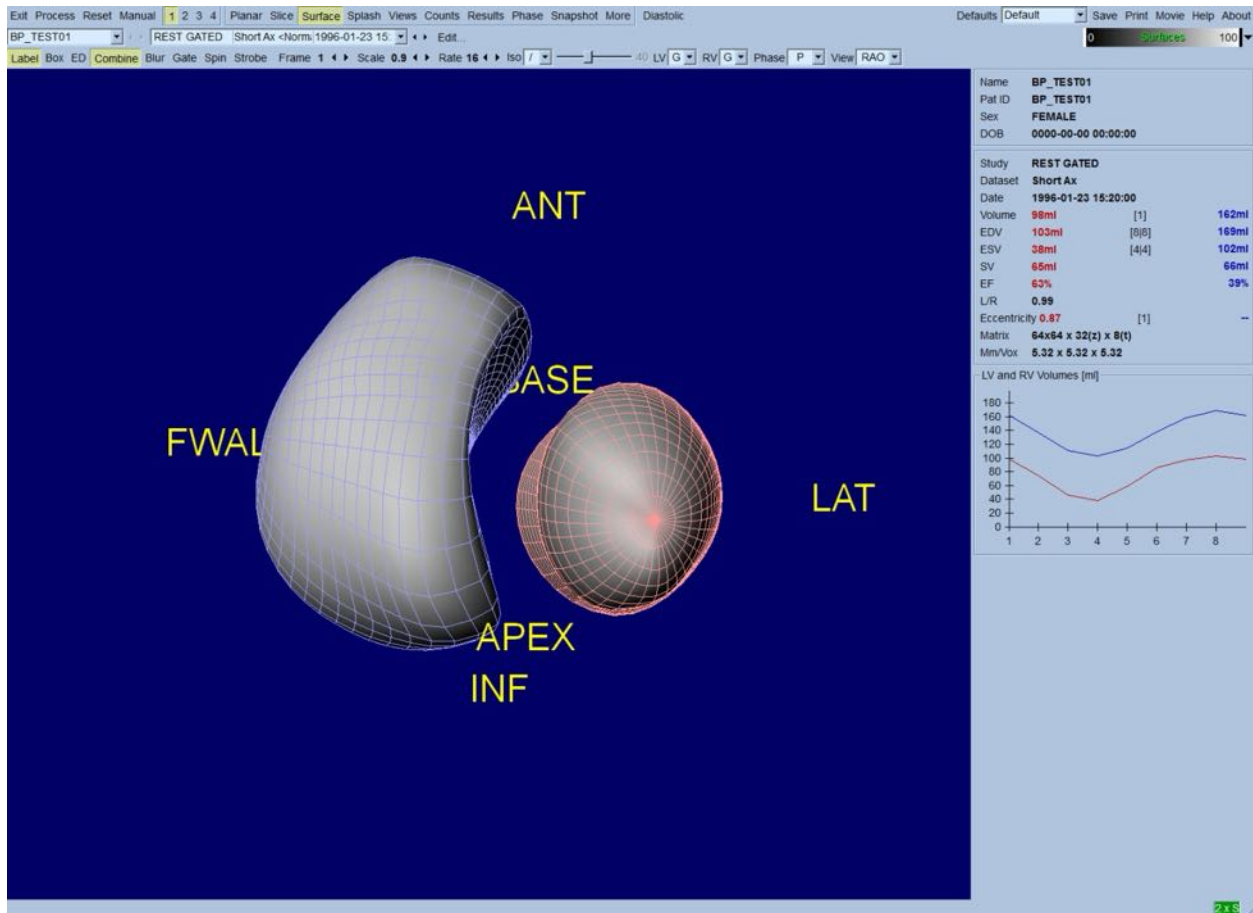 Exit Process Reset Manual 1 2 3 4 Planar Slice Surface Splash Views Counts Results Phase Snapshot More Diastolic Defaults Default Save Print Movie Help About
BP_TEST01 REST GATED Short Ax <Norm: 1996-01-23 15: Edit...
0 Surfaces 100
Label Box ED Combine Blur Gate Spin Strobe Frame 1 Scale 0.9 Rate 16 Iso / 40 LV G RV G Phase P View RAO
Name BP_TEST01
Pat ID BP_TEST01
Sex FEMALE
DOB 0000-00-00 00:00:00
Study REST GATED
Dataset Short Ax
Date 1996-01-23 15:20:00
Volume 98ml [1] 162ml
EDV 103ml [8|8] 169ml
ESV 38ml [4|4] 102ml
SV 65ml 66ml
EF 63% 39%
L/R 0.99
Eccentricity 0.87 [1] --
Matrix 64x64 x 32(z) x 8(t)
Mm/Vox 5.32 x 5.32 x 5.32
LV and RV Volumes [ml]
180
160
140
120
100
80
60
40
20
0
1 2 3 4 5 6 7 8
ANT
BASE
FWAL
LAT
APEX
INF
2 x S